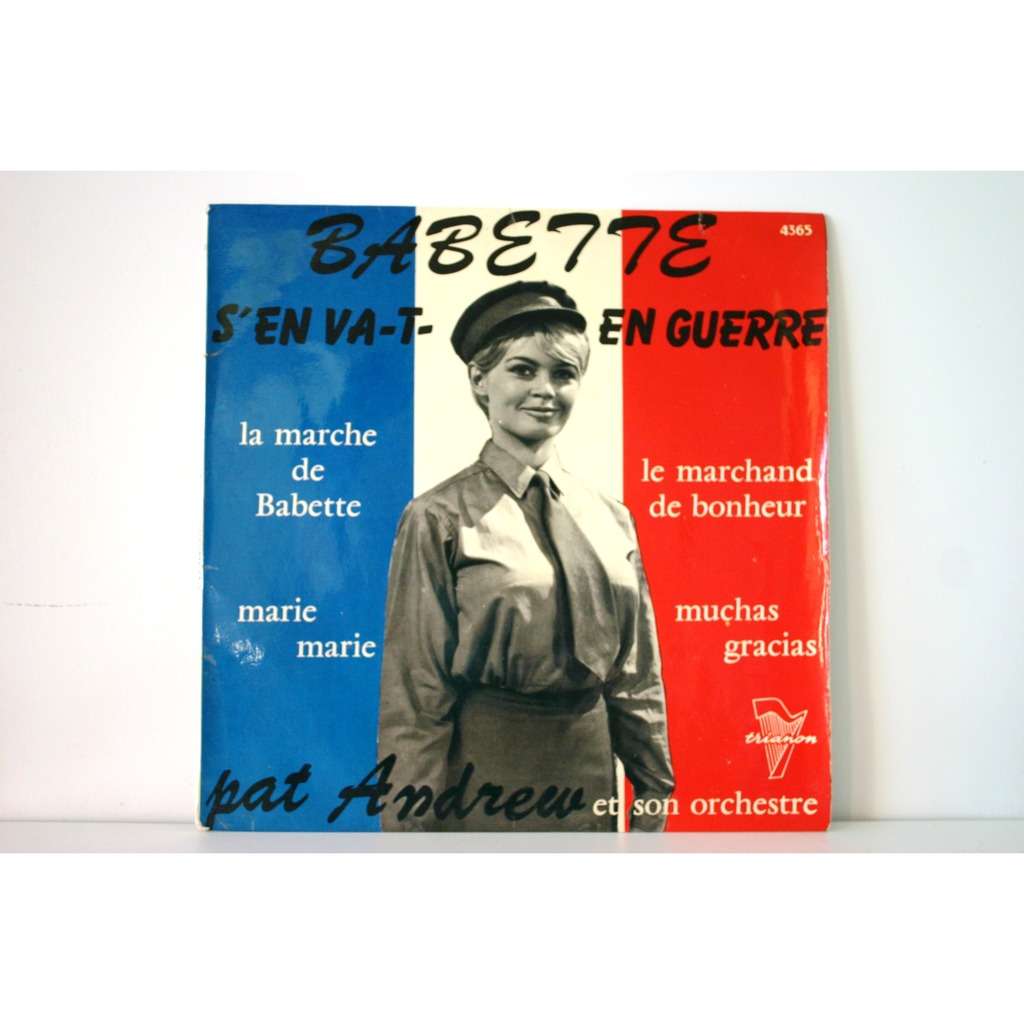 BABETTE
4365
S'EN VA-T- EN GUERRE
la marche
de
Babette
le marchand
de bonheur
marie
marie
muçhas
gracias
trianon
pat Andrew et son orchestre